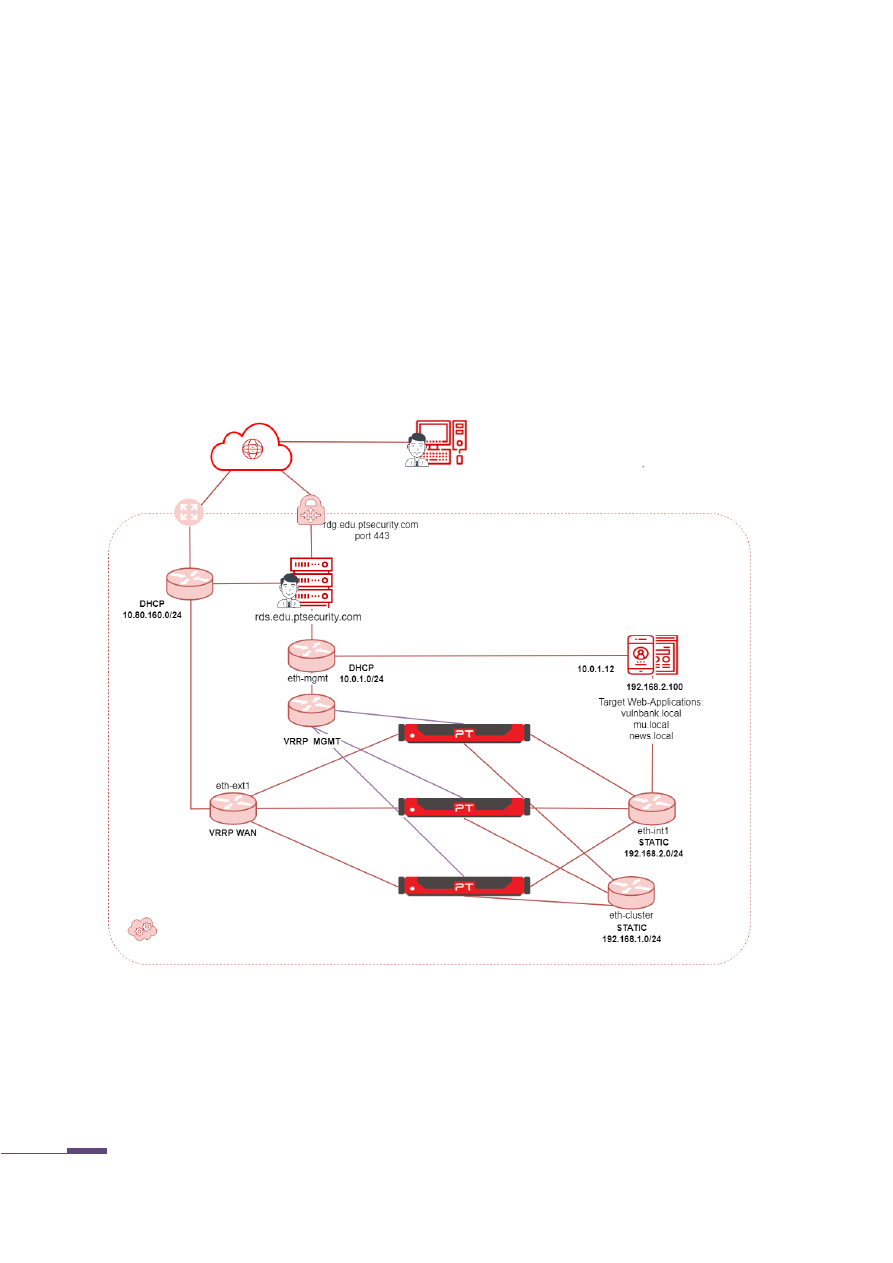 rdg.edu.ptsecurity.com
port 443
DHCP
10.80.160.0/24
rds.edu.ptsecurity.com
eth-mgmt
DHCP
10.0.1.0/24
10.0.1.12
192.168.2.100
Target Web-Applications:
vulnbank.local
mu.local
news.local
VRRP MGMT
PT
eth-ext1
VRRP WAN
PT
eth-int1
STATIC
192.168.2.0/24
PT
eth-cluster
STATIC
192.168.1.0/24